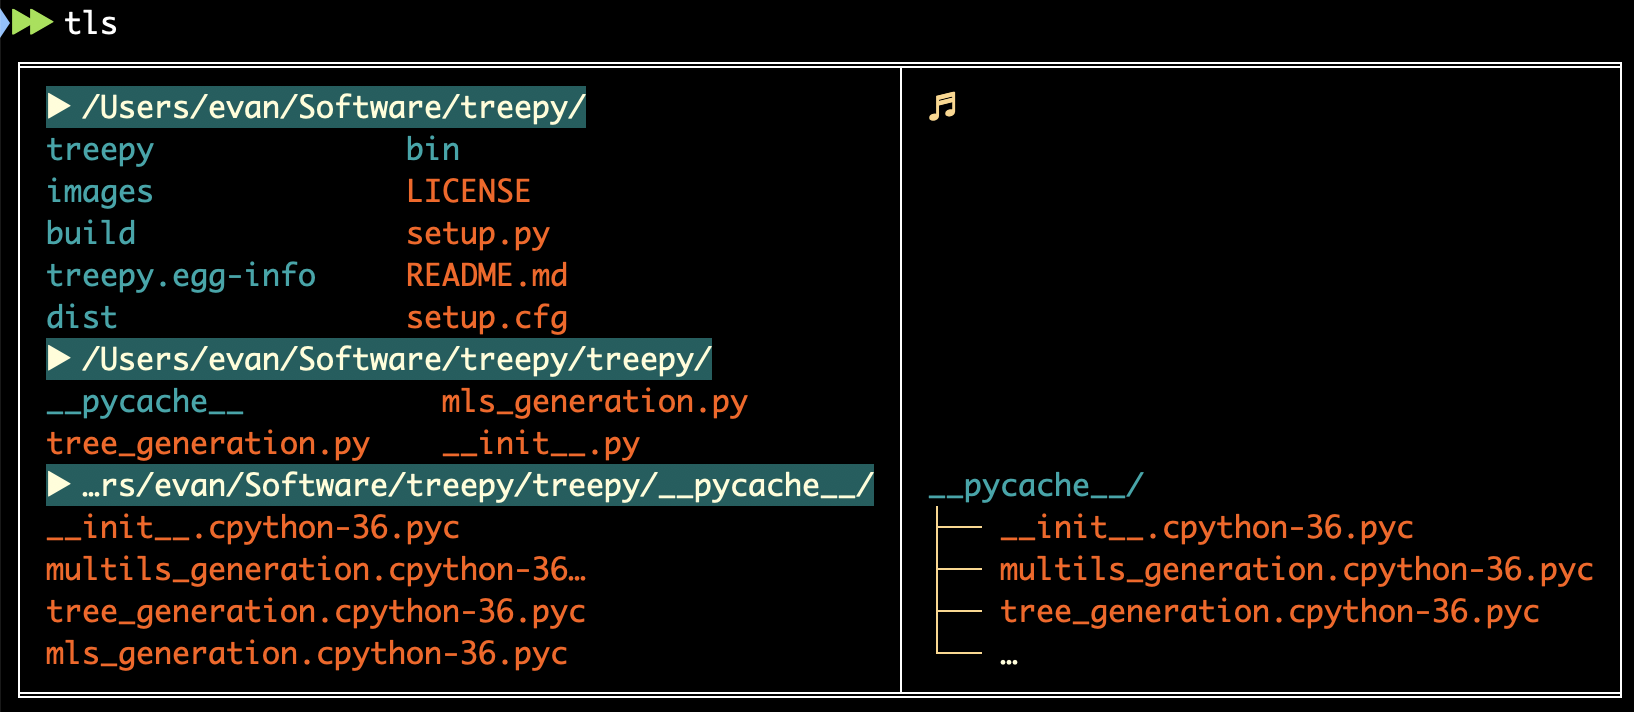 tls
▶ /Users/evan/Software/treepy/
treepy bin
images LICENSE
build setup.py
treepy.egg-info README.md
dist setup.cfg
▶ /Users/evan/Software/treepy/treepy/
__pycache__ mls_generation.py
tree_generation.py __init__.py
▶ …rs/evan/Software/treepy/treepy/__pycache__/
__init__.cpython-36.pyc
multils_generation.cpython-36…
tree_generation.cpython-36.pyc
mls_generation.cpython-36.pyc
♬
__pycache__/
__init__.cpython-36.pyc
multils_generation.cpython-36.pyc
tree_generation.cpython-36.pyc
…